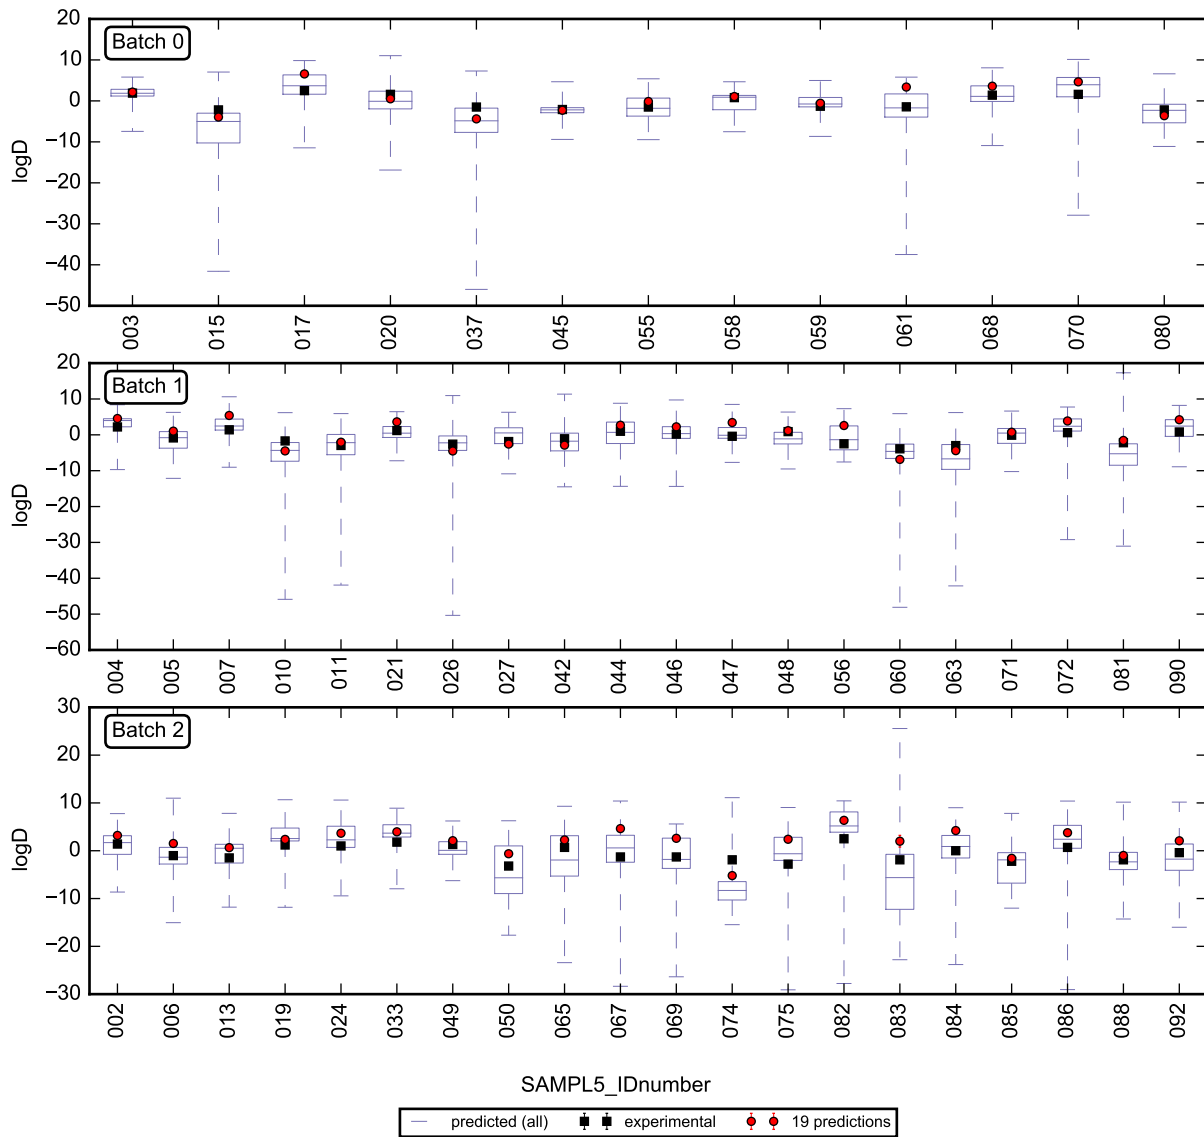 20
Batch 0
10
0
−10
−20
−30
−40
−50
logD
003 015 017 020 037 045 055 058 059 061 068 070 080
20
Batch 1
10
0
−10
−20
−30
−40
−50
−60
logD
004 005 007 010 011 021 026 027 042 044 046 047 048 056 060 063 071 072 081 090
30
Batch 2
20
10
0
−10
−20
−30
logD
002 006 013 019 024 033 049 050 065 067 069 074 075 082 083 084 085 086 088 092
SAMPL5_IDnumber
predicted (all) experimental 19 predictions